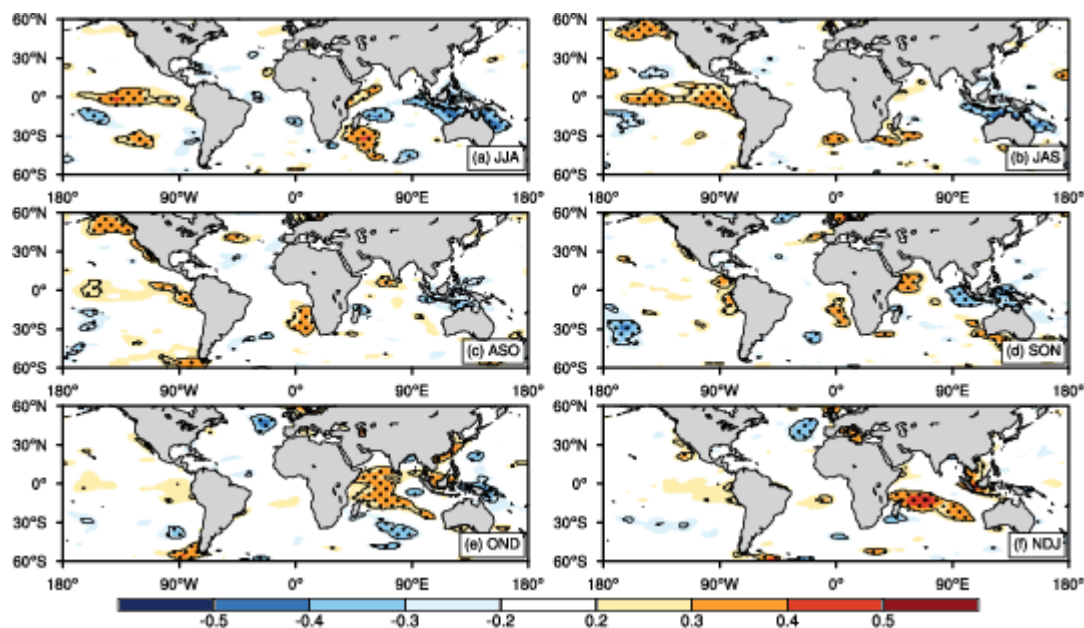 60°N 60°N
30°N 30°N
0° 0°
30°S 30°S
60°S 60°S
(a) JJA (b) JAS
180° 90°W 0° 90°E 180° 180° 90°W 0° 90°E 180°
60°N 60°N
30°N 30°N
0° 0°
30°S 30°S
60°S 60°S
(c) ASO (d) SON
180° 90°W 0° 90°E 180° 180° 90°W 0° 90°E 180°
60°N 60°N
30°N 30°N
0° 0°
30°S 30°S
60°S 60°S
(e) OND (f) NDJ
180° 90°W 0° 90°E 180° 180° 90°W 0° 90°E 180°
-0.5 -0.4 -0.3 -0.2 0.2 0.3 0.4 0.5